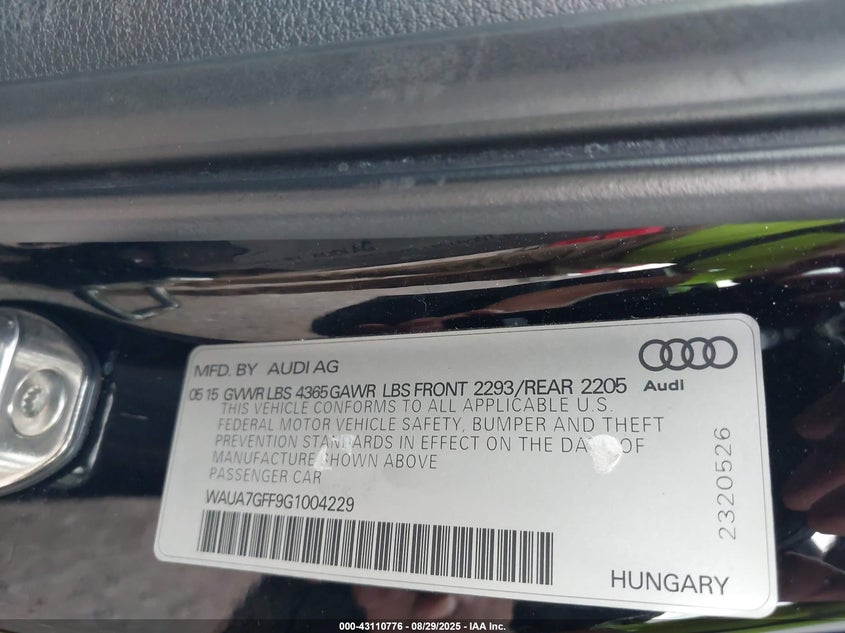 MFD. BY AUDI AG
05 15 GVWR LBS 4365 GAWR LBS FRONT 2293/REAR 2205
THIS VEHICLE CONFORMS TO ALL APPLICABLE U.S.
FEDERAL MOTOR VEHICLE SAFETY, BUMPER AND THEFT
PREVENTION STANDARDS IN EFFECT ON THE DATE OF
MANUFACTURE SHOWN ABOVE
PASSENGER CAR
WAUA7GFF9G1004229
Audi
2320526
HUNGARY
000-43110776 - 08/29/2025 - IAA Inc.